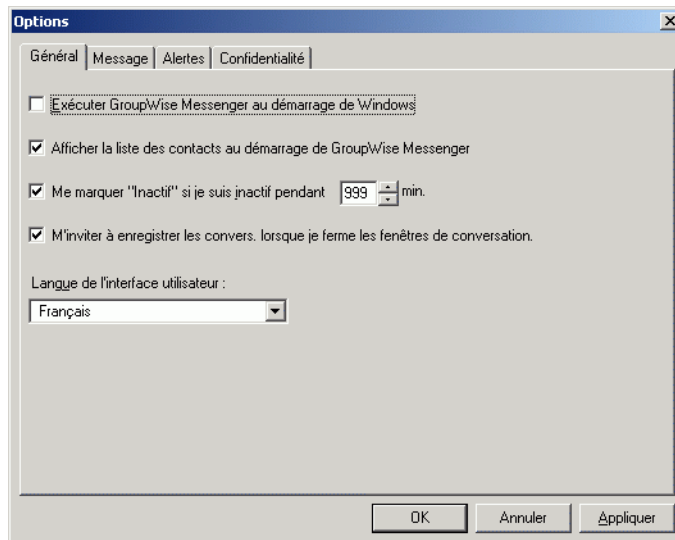 Options
Général Message Alertes Confidentialité
Exécuter GroupWise Messenger au démarrage de Windows
Afficher la liste des contacts au démarrage de GroupWise Messenger
Me marquer "Inactif" si je suis inactif pendant 999 min.
M'inviter à enregistrer les convers. lorsque je ferme les fenêtres de conversation.
Langue de l'interface utilisateur :
Français
OK Annuler Appliquer